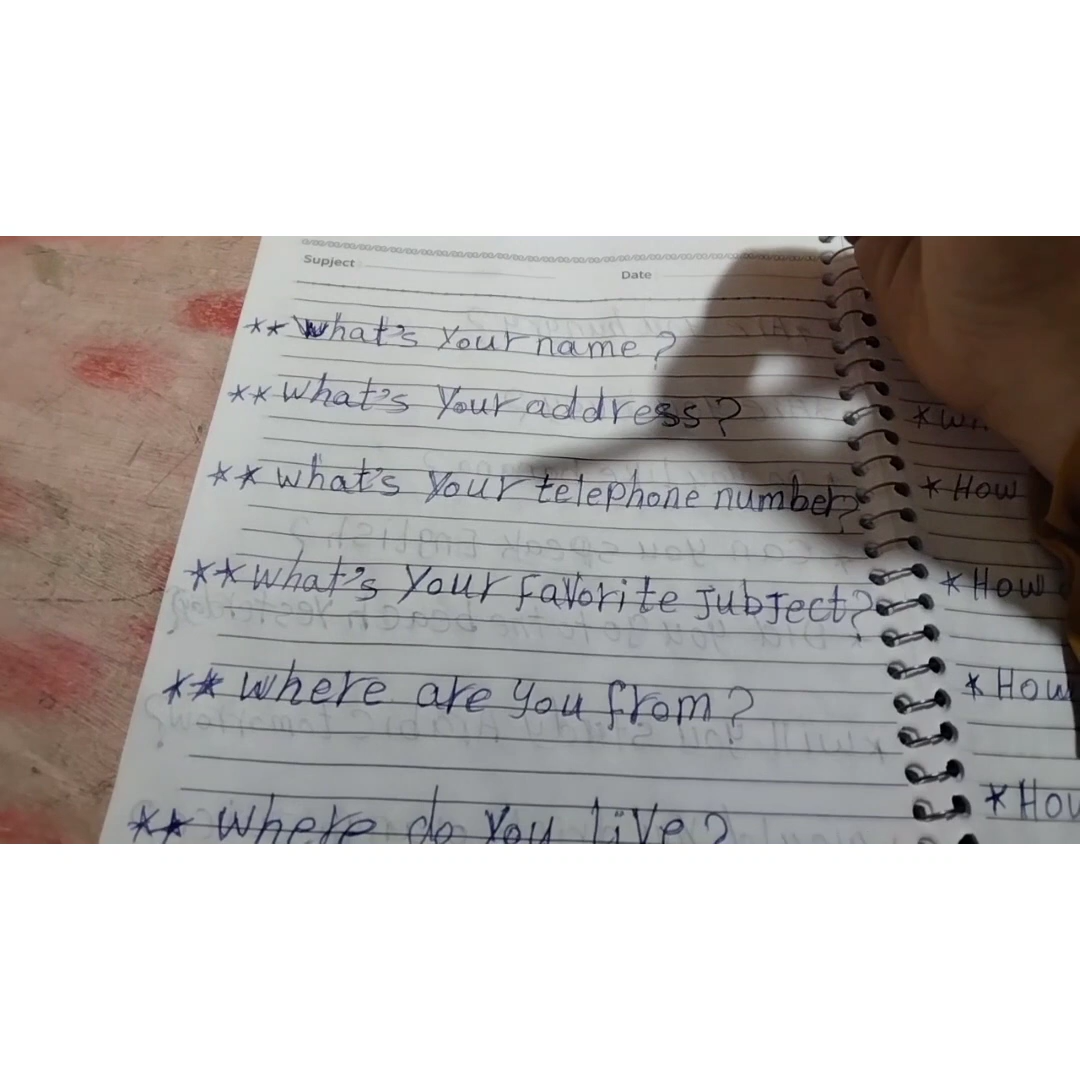 Supject Date
** What's your name?
** What's your address?
** What's your telephone number?
** What's your favorite jubject?
** where are you from?
** where do you live?
* How
* How
* How
* How